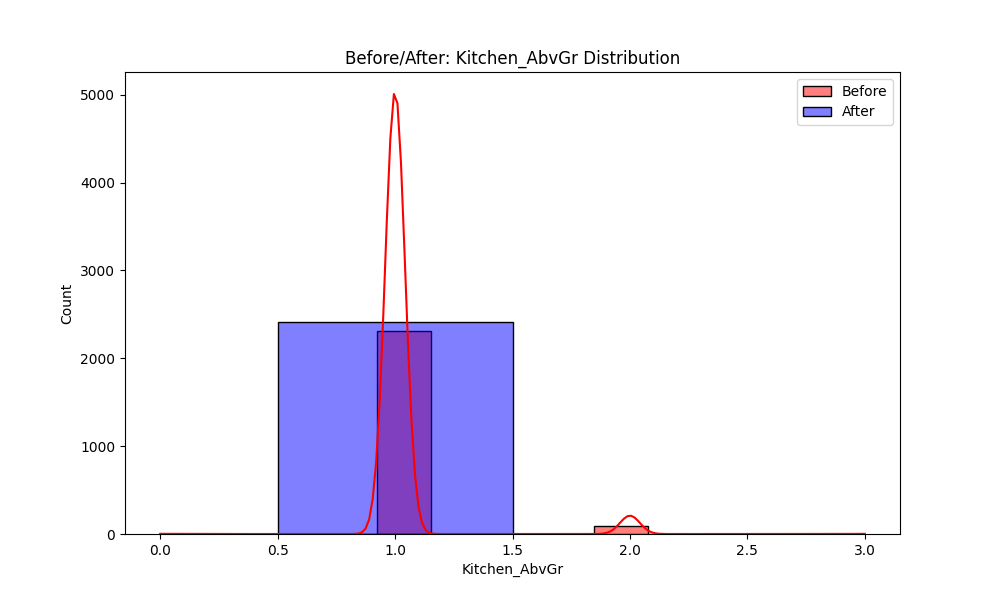 Before/After: Kitchen_AbvGr Distribution
Before
After
5000
4000
3000
2000
1000
0
Count
0.0 0.5 1.0 1.5 2.0 2.5 3.0
Kitchen_AbvGr